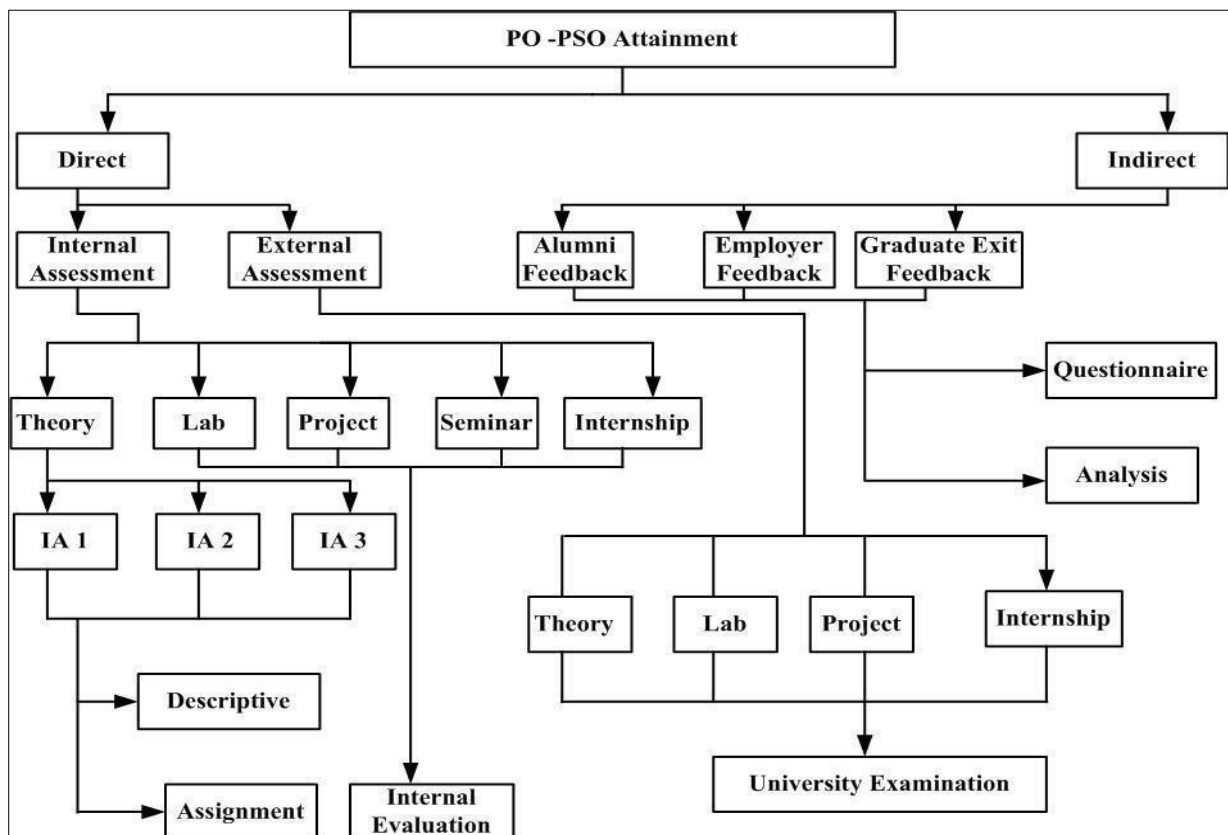 PO -PSO Attainment
Direct
Indirect
Internal
Assessment
External
Assessment
Alumni
Feedback
Employer
Feedback
Graduate Exit
Feedback
Questionnaire
Theory
Lab
Project
Seminar
Internship
Analysis
IA 1
IA 2
IA 3
Theory
Lab
Project
Internship
Descriptive
University Examination
Assignment
Internal
Evaluation